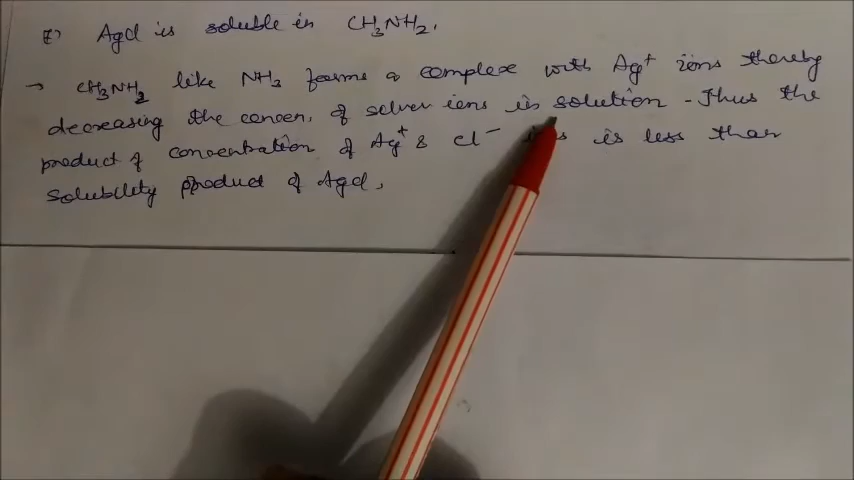 E) AgCl is soluble in CH3NH2.
→ CH3NH2 like NH3 forms a complex with Ag+ ions thereby
decreasing the concen. of silver ions in solution. Thus the
product of concentration of Ag+ & Cl- is less than
solubility product of AgCl.